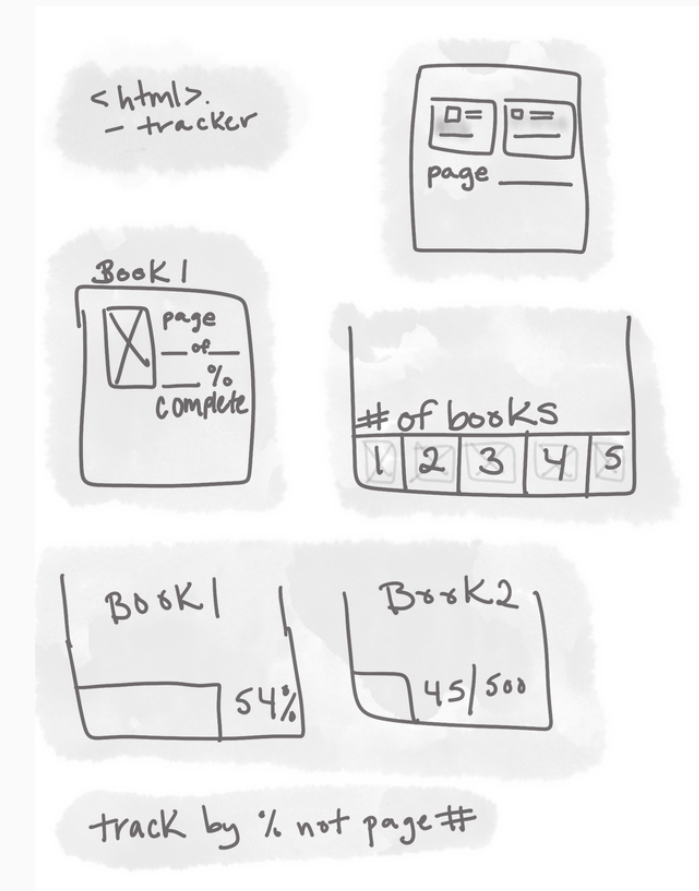 <html>.
- tracker
page
Book 1
page
of
%
complete
# of books
1 2 3 4 5
Book 1
54%
Book 2
45/500
track by % not page #